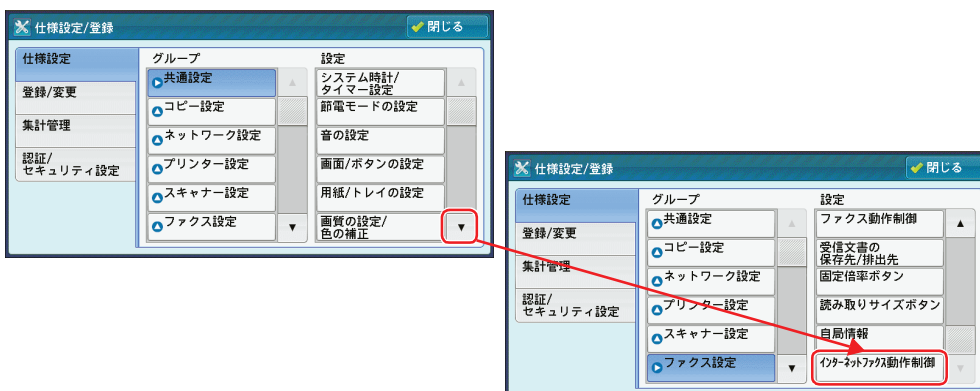 仕様設定/登録
閉じる
仕様設定
登録/変更
集計管理
認証/
セキュリティ設定
グループ
共通設定
コピー設定
ネットワーク設定
プリンター設定
スキャナー設定
ファクス設定
設定
システム時計/
タイマー設定
節電モードの設定
音の設定
画面/ボタンの設定
用紙/トレイの設定
画質の設定/
色の補正
仕様設定/登録
閉じる
仕様設定
登録/変更
集計管理
認証/
セキュリティ設定
グループ
共通設定
コピー設定
ネットワーク設定
プリンター設定
スキャナー設定
ファクス設定
設定
ファクス動作制御
受信文書の
保存先/排出先
固定倍率ボタン
読み取りサイズボタン
自局情報
インターネットファクス動作制御